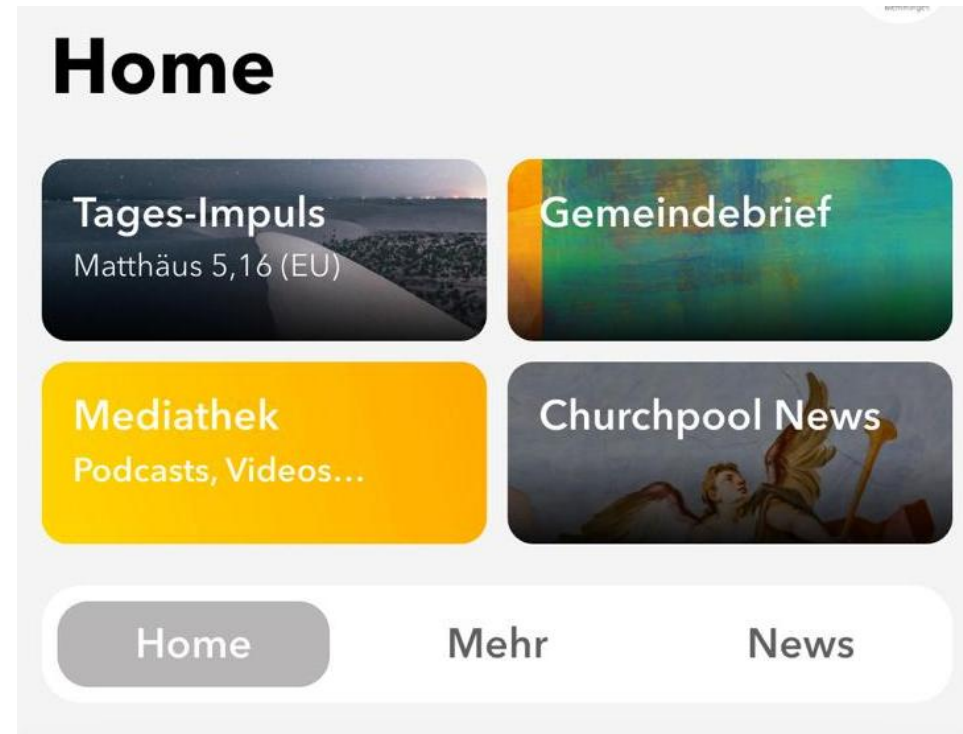 Home
Tages-Impuls
Matthäus 5,16 (EU)
Gemeindebrief
Mediathek
Podcasts, Videos...
Churchpool News
Home
Mehr
News